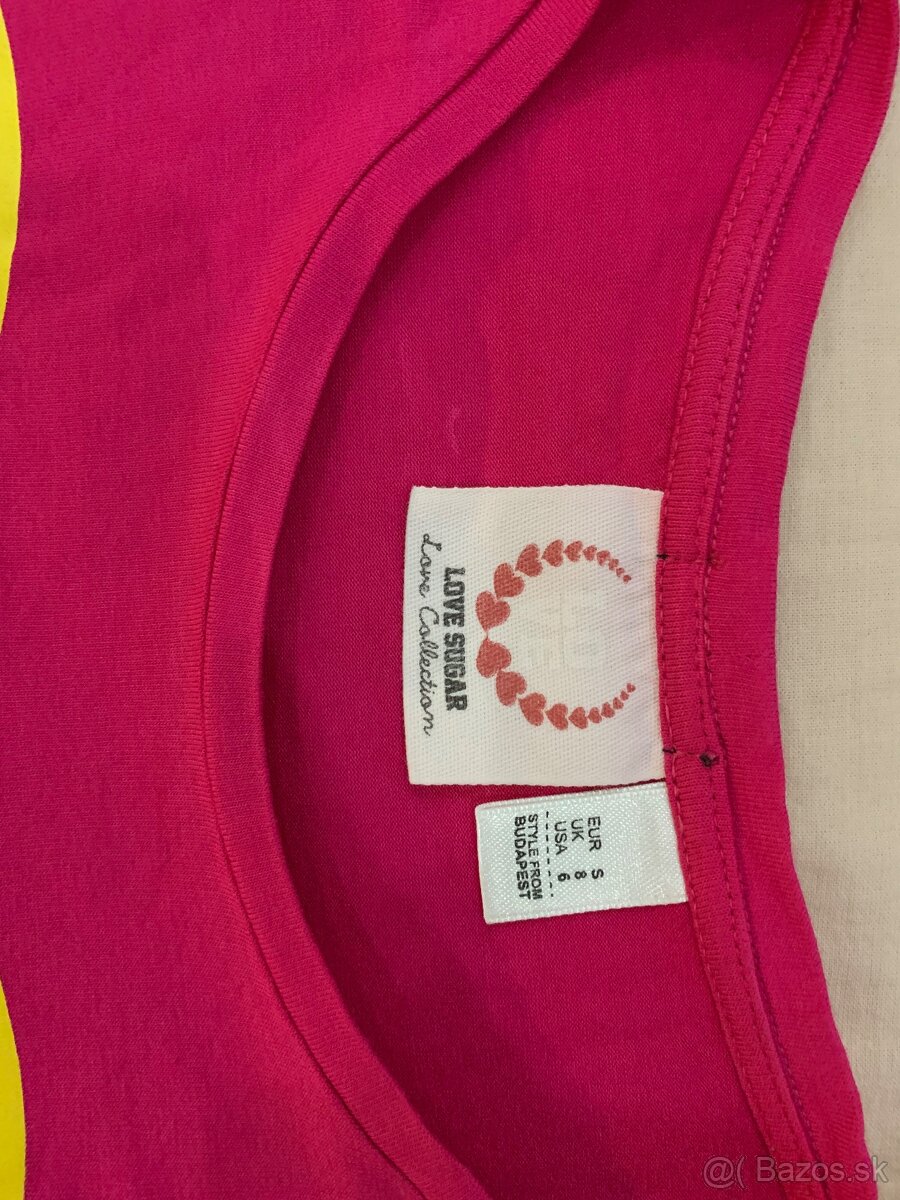 LOVE SUGAR
Love Collection
EUR S
UK 8
USA 6
STYLE FROM
BUDAPEST
@( Bazos.sk